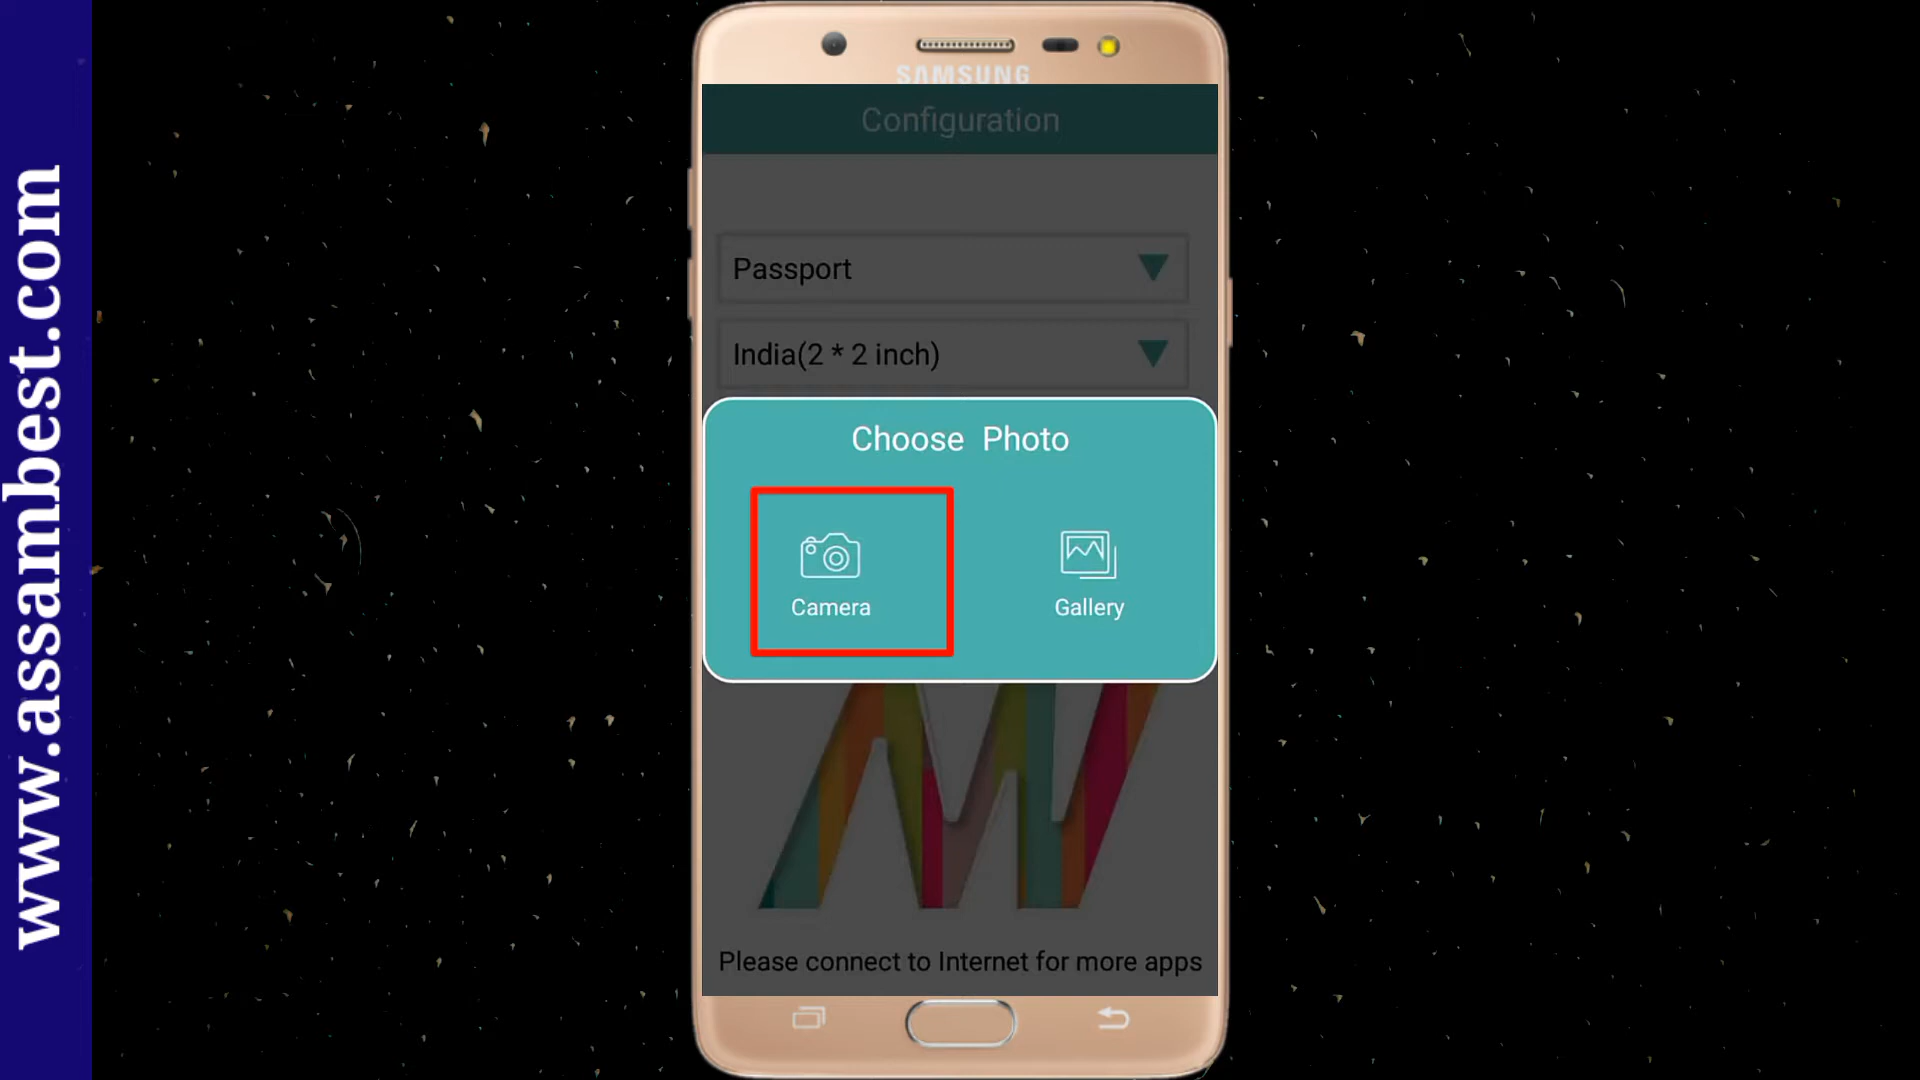 www.assambest.com
SAMSUNG
Configuration
Passport
India(2 * 2 inch)
Choose Photo
Camera
Gallery
Please connect to Internet for more apps